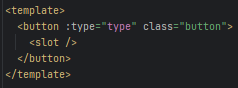 <template>
  <button :type="type" class="button">
    <slot />
  </button>
</template>